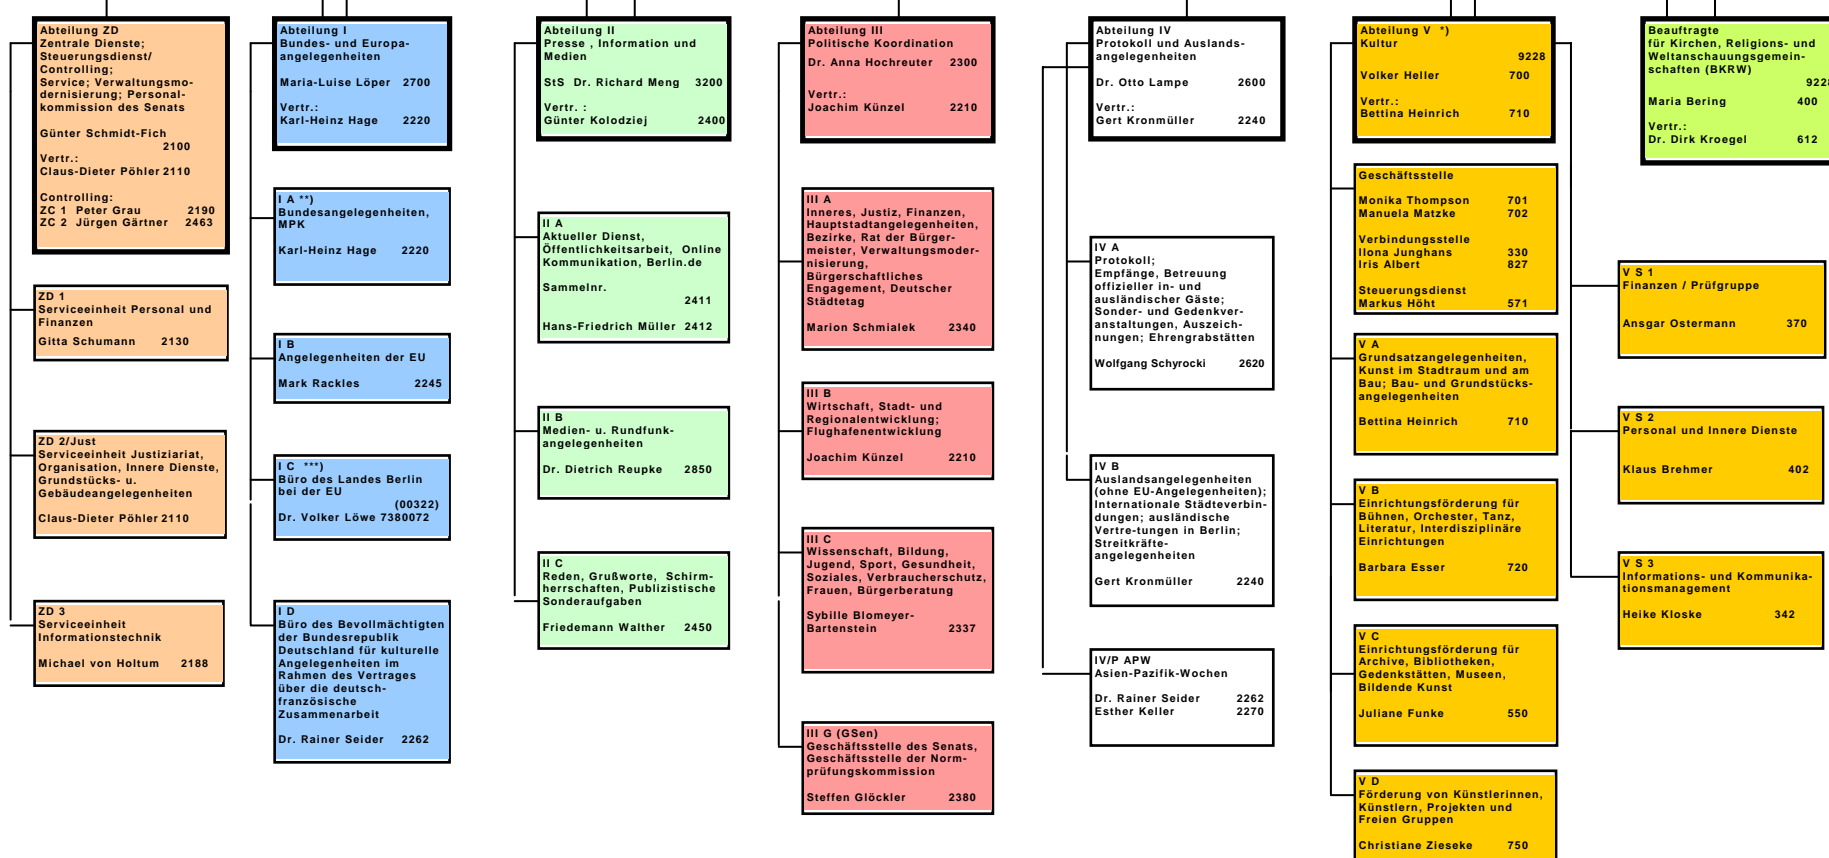 Abteilung ZD
Zentrale Dienste;
Steuerungsdienst/
Controlling;
Service; Verwaltungsmo-
dernisierung; Personal-
kommission des Senats
Günter Schmidt-Fich
2100
Vertr.:
Claus-Dieter Pöhler 2110
Controlling:
ZC 1 Peter Grau 2190
ZC 2 Jürgen Gärtner 2463
ZD 1
Serviceeinheit Personal und
Finanzen
Gitta Schumann 2130
ZD 2/Just
Serviceeinheit Justiziariat,
Organisation, Innere Dienste,
Grundstücks- u.
Gebäudeangelegenheiten
Claus-Dieter Pöhler 2110
ZD 3
Serviceeinheit
Informationstechnik
Michael von Holtum 2188
Abteilung I
Bundes- und Europa-
angelegenheiten
Maria-Luise Löper 2700
Vertr.:
Karl-Heinz Hage 2220
I A **)
Bundesangelegenheiten,
MPK
Karl-Heinz Hage 2220
I B
Angelegenheiten der EU
Mark Rackles 2245
I C ***)
Büro des Landes Berlin
bei der EU
(00322)
Dr. Volker Löwe 7380072
I D
Büro des Bevollmächtigten
der Bundesrepublik
Deutschland für kulturelle
Angelegenheiten im
Rahmen des Vertrages
über die deutsch-
französische
Zusammenarbeit
Dr. Rainer Seider 2262
Abteilung II
Presse , Information und
Medien
StS Dr. Richard Meng 3200
Vertr. :
Günter Kolodziej 2400
II A
Aktueller Dienst,
Öffentlichkeitsarbeit, Online
Kommunikation, Berlin.de
Sammelnr.
2411
Hans-Friedrich Müller 2412
II B
Medien- u. Rundfunk-
angelegenheiten
Dr. Dietrich Reupke 2850
II C
Reden, Grußworte, Schirm-
herrschaften, Publizistische
Sonderaufgaben
Friedemann Walther 2450
Abteilung III
Politische Koordination
Dr. Anna Hochreuter 2300
Vertr.:
Joachim Künzel 2210
III A
Inneres, Justiz, Finanzen,
Hauptstadtangelegenheiten,
Bezirke, Rat der Bürger-
meister, Verwaltungsmoder-
nisierung,
Bürgerschaftliches
Engagement, Deutscher
Städtetag
Marion Schmialek 2340
III B
Wirtschaft, Stadt- und
Regionalentwicklung;
Flughafenentwicklung
Joachim Künzel 2210
III C
Wissenschaft, Bildung,
Jugend, Sport, Gesundheit,
Soziales, Verbraucherschutz,
Frauen, Bürgerberatung
Sybille Blomeyer-
Bartenstein 2337
III G (GSen)
Geschäftsstelle des Senats,
Geschäftsstelle der Norm-
prüfungskommission
Steffen Glöckler 2380
Abteilung IV
Protokoll und Auslands-
angelegenheiten
Dr. Otto Lampe 2600
Vertr.:
Gert Kronmüller 2240
IV A
Protokoll;
Empfänge, Betreuung
offizieller in- und
ausländischer Gäste;
Sonder- und Gedenkver-
anstaltungen, Auszeich-
nungen; Ehrengrabstätten
Wolfgang Schyrocki 2620
IV B
Auslandsangelegenheiten
(ohne EU-Angelegenheiten);
Internationale Städteverbin-
dungen; ausländische
Vertre-tungen in Berlin;
Streitkräfte-
angelegenheiten
Gert Kronmüller 2240
IV/P APW
Asien-Pazifik-Wochen
Dr. Rainer Seider 2262
Esther Keller 2270
Abteilung V *)
Kultur
9228
Volker Heller 700
Vertr.:
Bettina Heinrich 710
Geschäftsstelle
Monika Thompson 701
Manuela Matzke 702
Verbindungsstelle
Ilona Junghans 330
Iris Albert 827
Steuerungsdienst
Markus Höht 571
V A
Grundsatzangelegenheiten,
Kunst im Stadtraum und am
Bau; Bau- und Grundstücks-
angelegenheiten
Bettina Heinrich 710
V B
Einrichtungsförderung für
Bühnen, Orchester, Tanz,
Literatur, Interdisziplinäre
Einrichtungen
Barbara Esser 720
V C
Einrichtungsförderung für
Archive, Bibliotheken,
Gedenkstätten, Museen,
Bildende Kunst
Juliane Funke 550
V D
Förderung von Künstlerinnen,
Künstlern, Projekten und
Freien Gruppen
Christiane Zieseke 750
Beauftragte
für Kirchen, Religions- und
Weltanschauungsgemein-
schaften (BKRW)
9228
Maria Bering 400
Vertr.:
Dr. Dirk Kroegel 612
V S 1
Finanzen / Prüfgruppe
Ansgar Ostermann 370
V S 2
Personal und Innere Dienste
Klaus Brehmer 402
V S 3
Informations- und Kommunika-
tionsmanagement
Heike Kloske 342